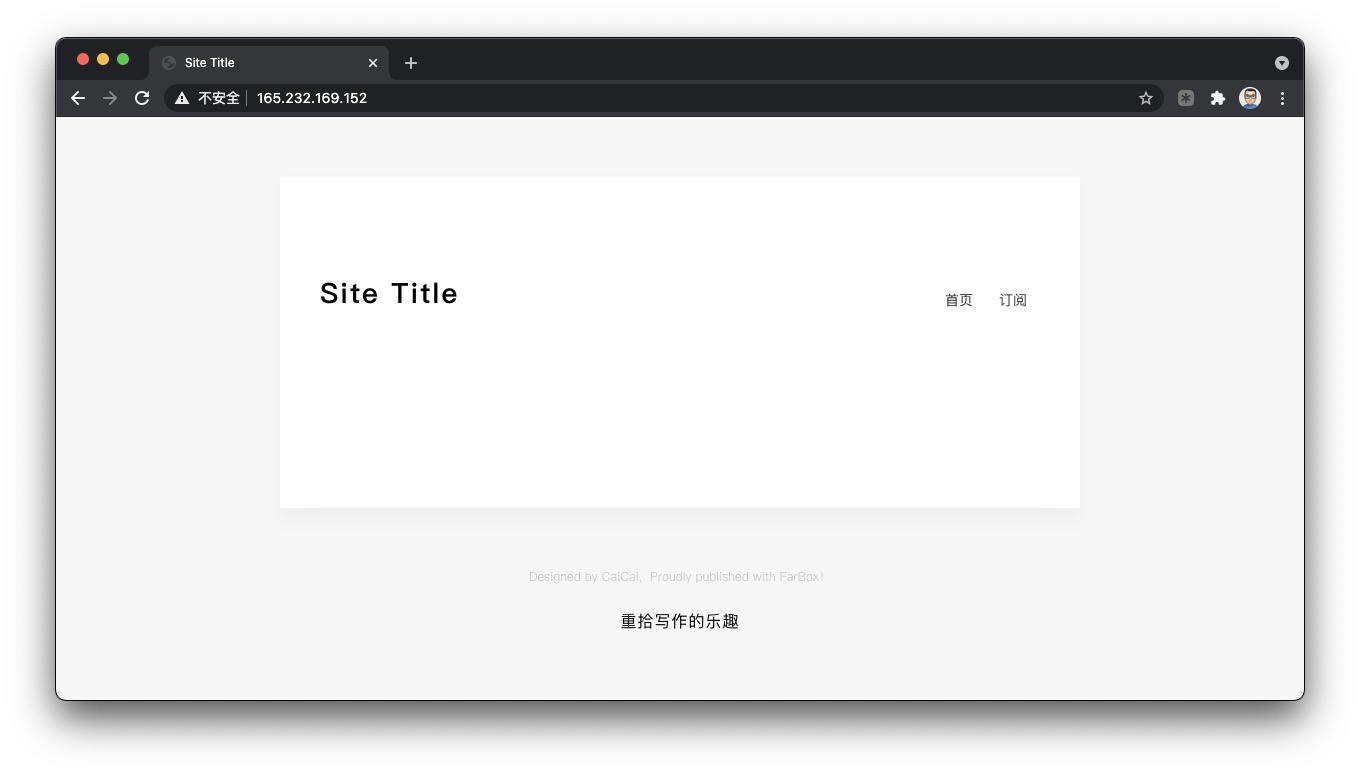 Site Title
不安全 165.232.169.152
Site Title
首页 订阅
Designed by CaiCai, Proudly published with FarBox!
重拾写作的乐趣